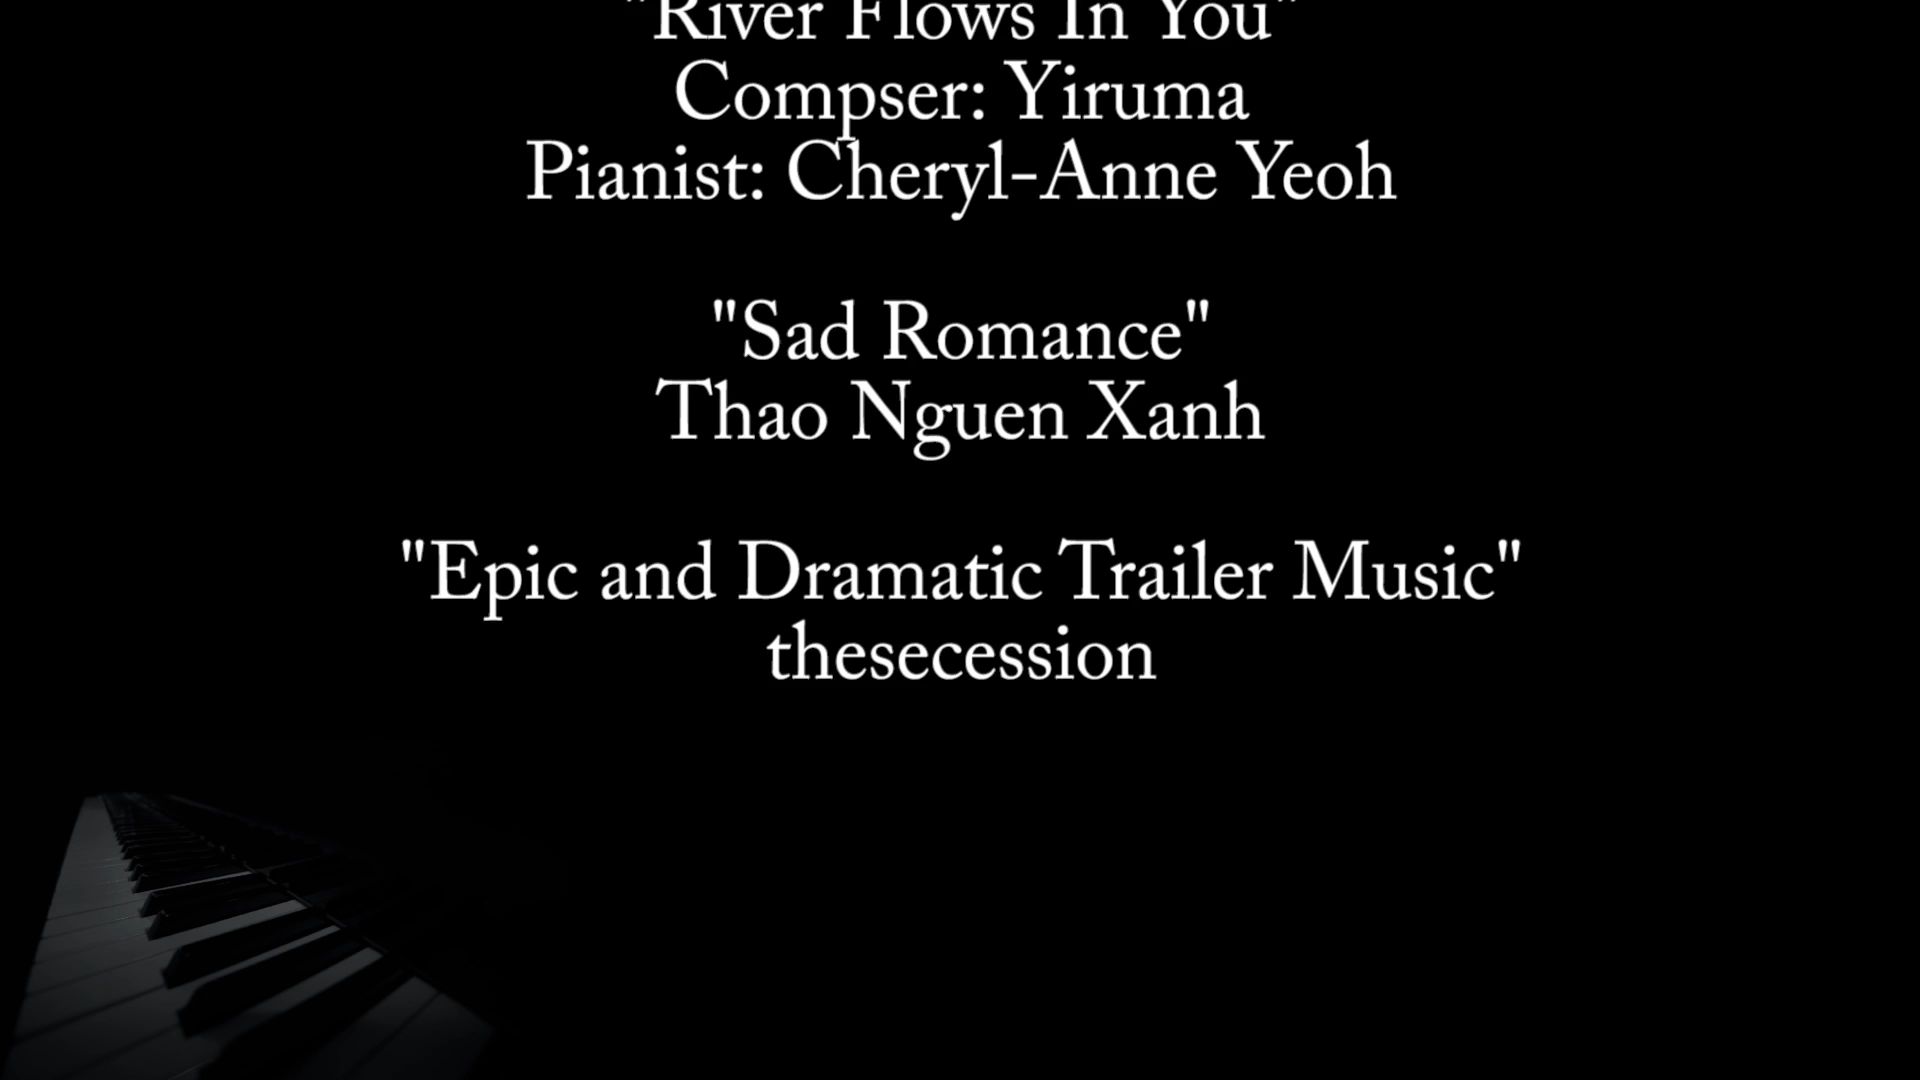 "River Flows In You"
Compser: Yiruma
Pianist: Cheryl-Anne Yeoh
"Sad Romance"
Thao Nguen Xanh
"Epic and Dramatic Trailer Music"
thesecession